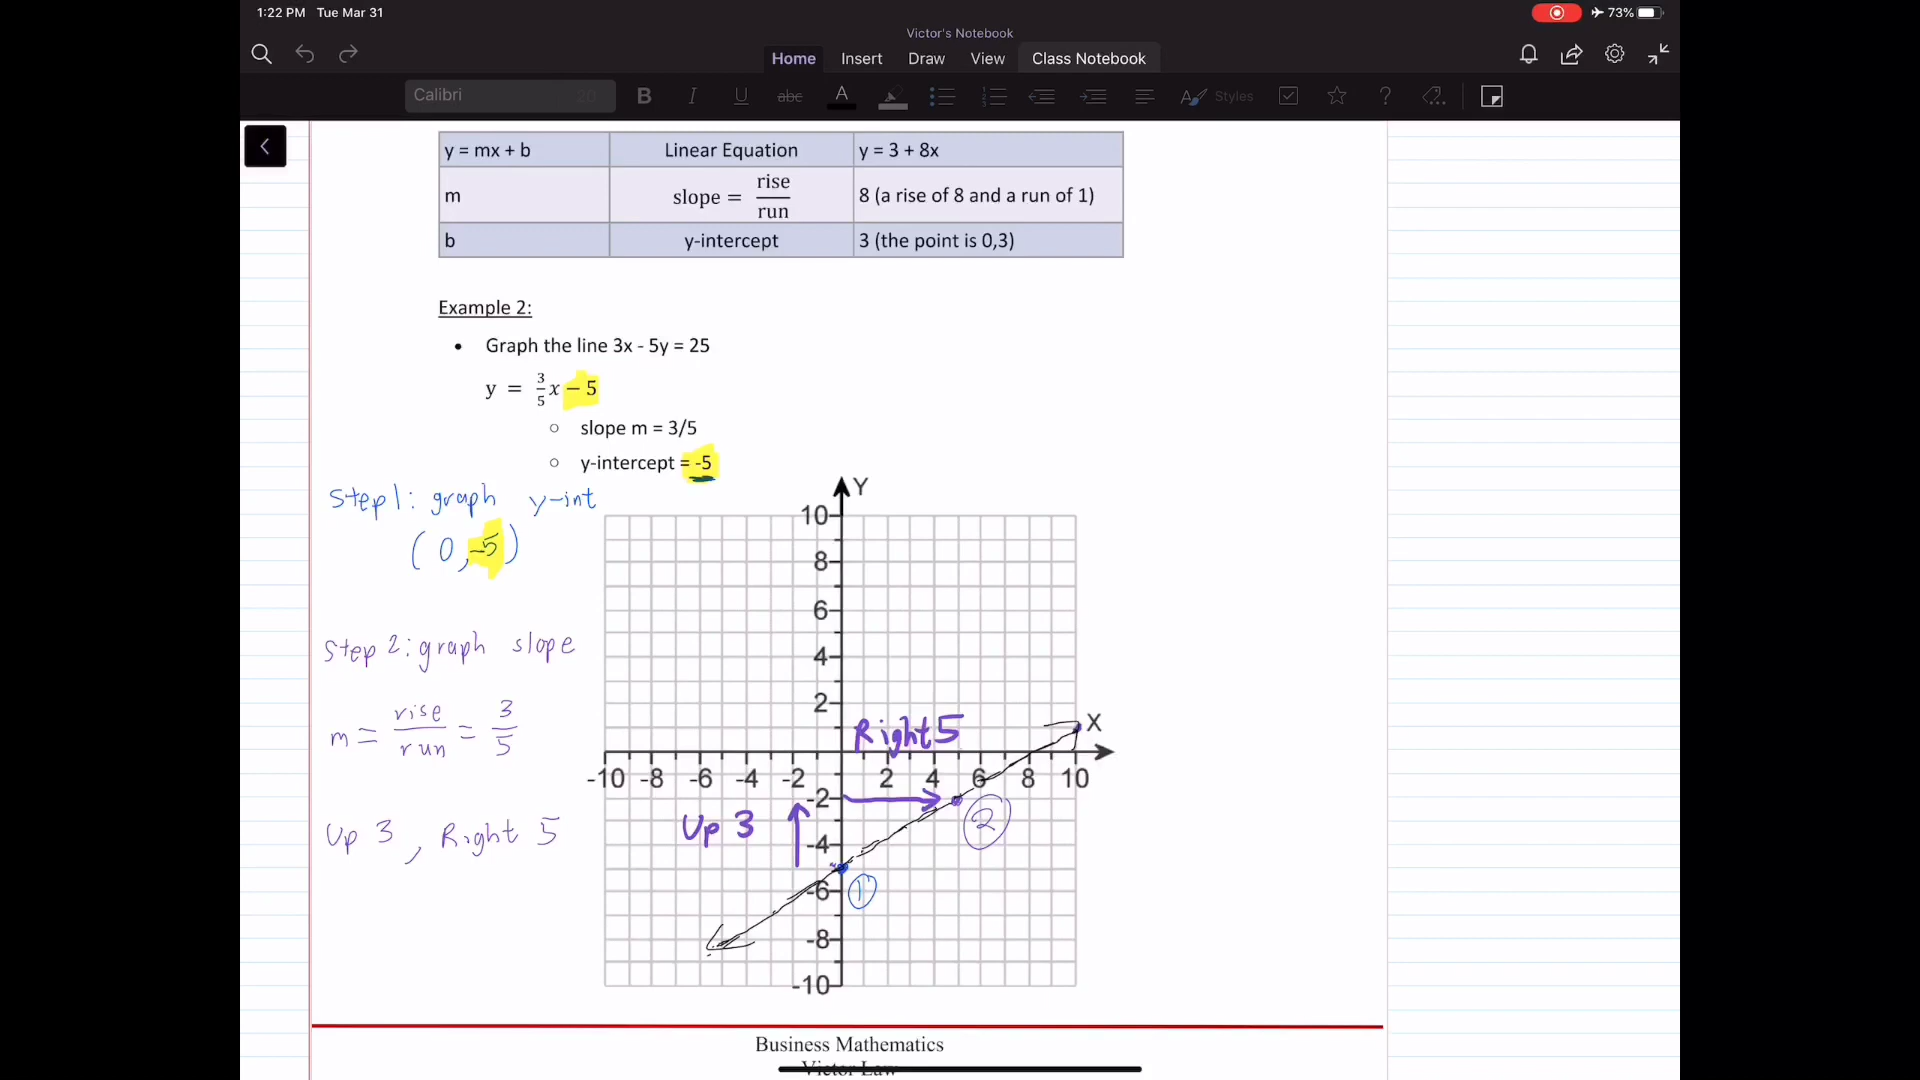 1:22 PM Tue Mar 31
73%
Victor's Notebook
Home Insert Draw View Class Notebook
Calibri 20 B I U abc A Styles ?
y = mx + b Linear Equation y = 3 + 8x
m slope = rise/run 8 (a rise of 8 and a run of 1)
b y-intercept 3 (the point is 0,3)
Example 2:
• Graph the line 3x - 5y = 25
y = 3/5 x − 5
○ slope m = 3/5
○ y-intercept = -5
Step 1: graph y-int
(0, -5)
Step 2: graph slope
m = rise/run = 3/5
Up 3, Right 5
Y
10
8
6
4
2
Right 5
X
-10 -8 -6 -4 -2 2 4 6 8 10
-2
Up 3
2
-4
-6
1
-8
-10
Business Mathematics
Victor Law